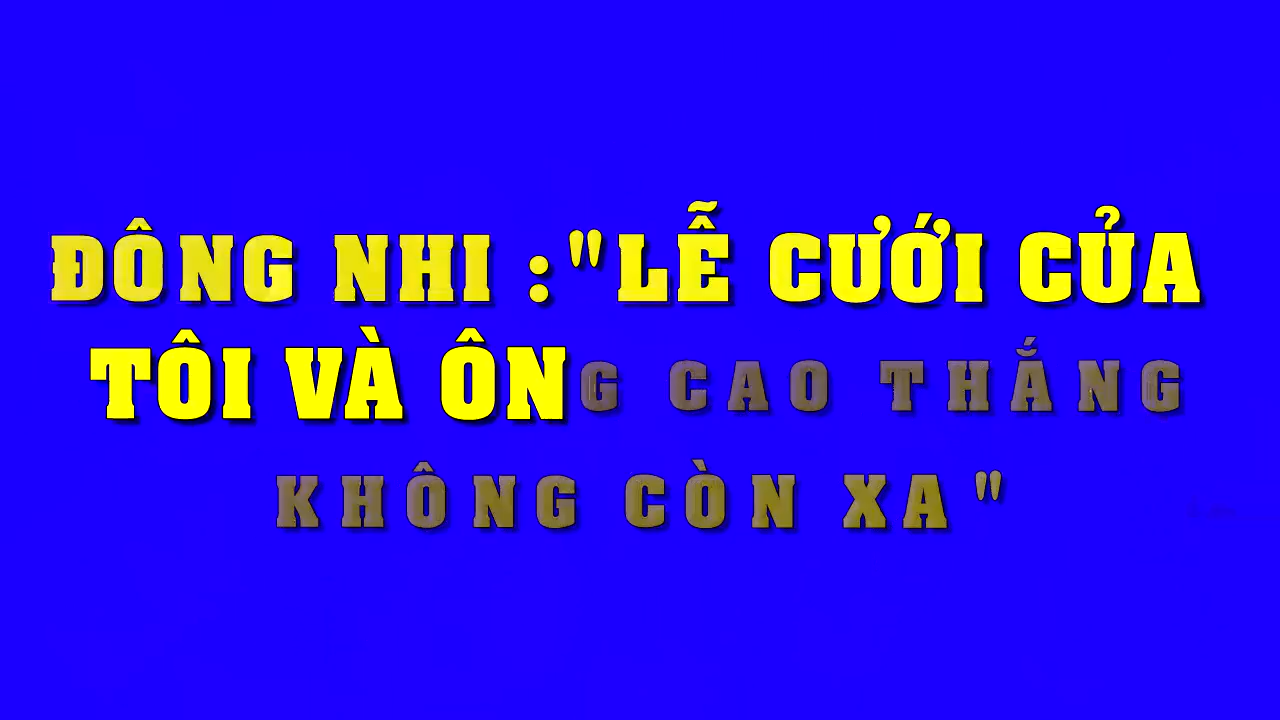 ĐÔNG NHI :"LỄ CƯỚI CỦA
TÔI VÀ ÔNG CAO THẮNG
KHÔNG CÒN XA "